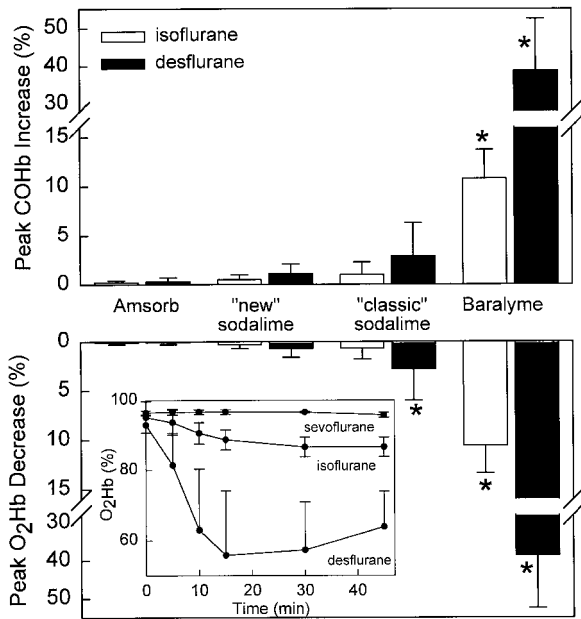 Peak COHb Increase (%)
50
40
30
15
10
5
0
isoflurane
desflurane
*
*
Amsorb
"new"
sodalime
"classic"
sodalime
Baralyme
Peak O2Hb Decrease (%)
0
5
10
15
30
40
50
*
*
*
O2Hb (%)
100
80
60
sevoflurane
isoflurane
desflurane
0 10 20 30 40
Time (min)